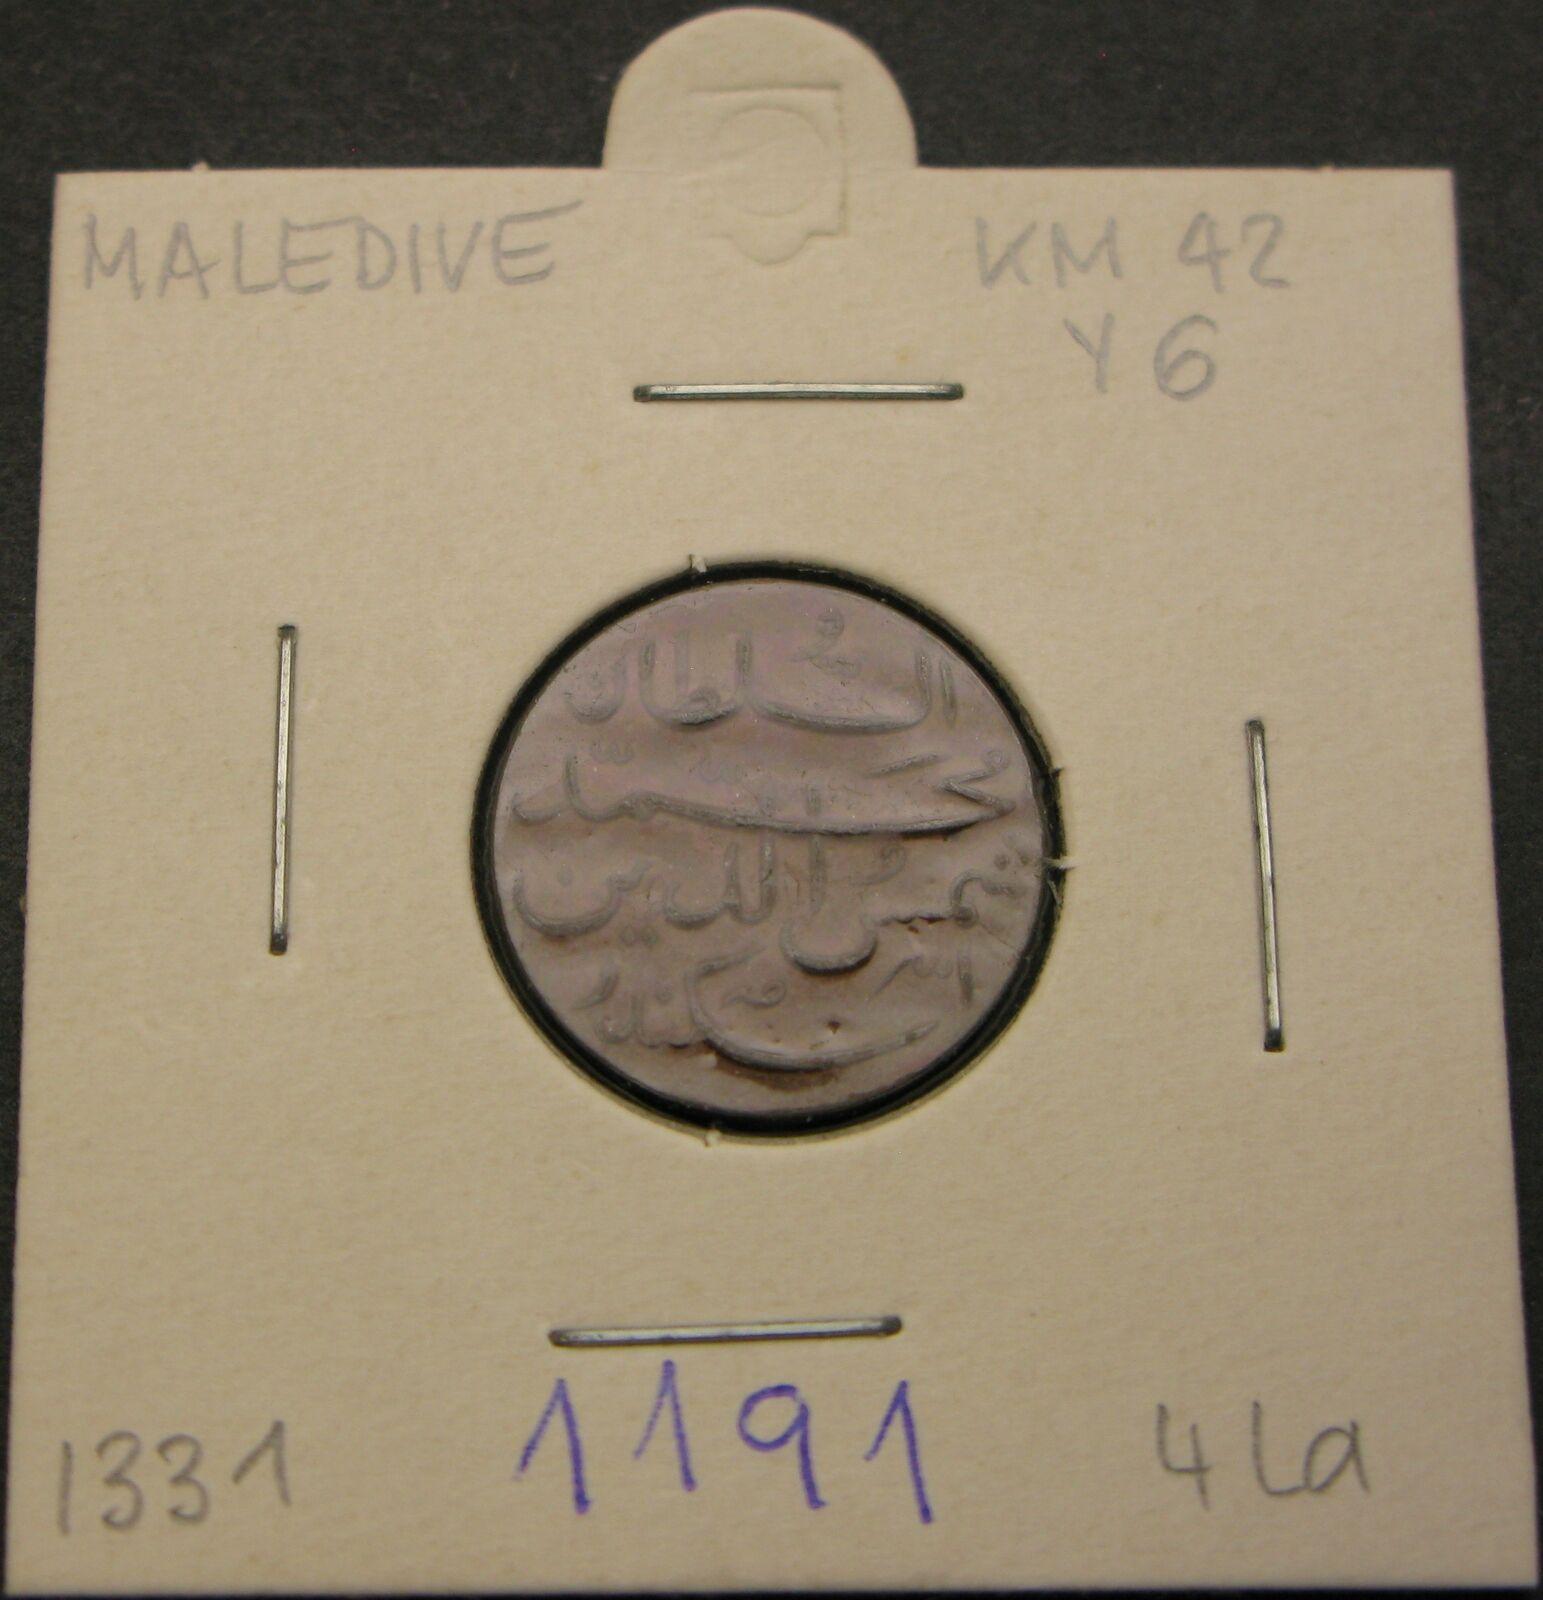 MALEDIVE
KM 42
Y 6
السلطان
محمد
شمس الدين
اسكندر
1331
1191
4 La